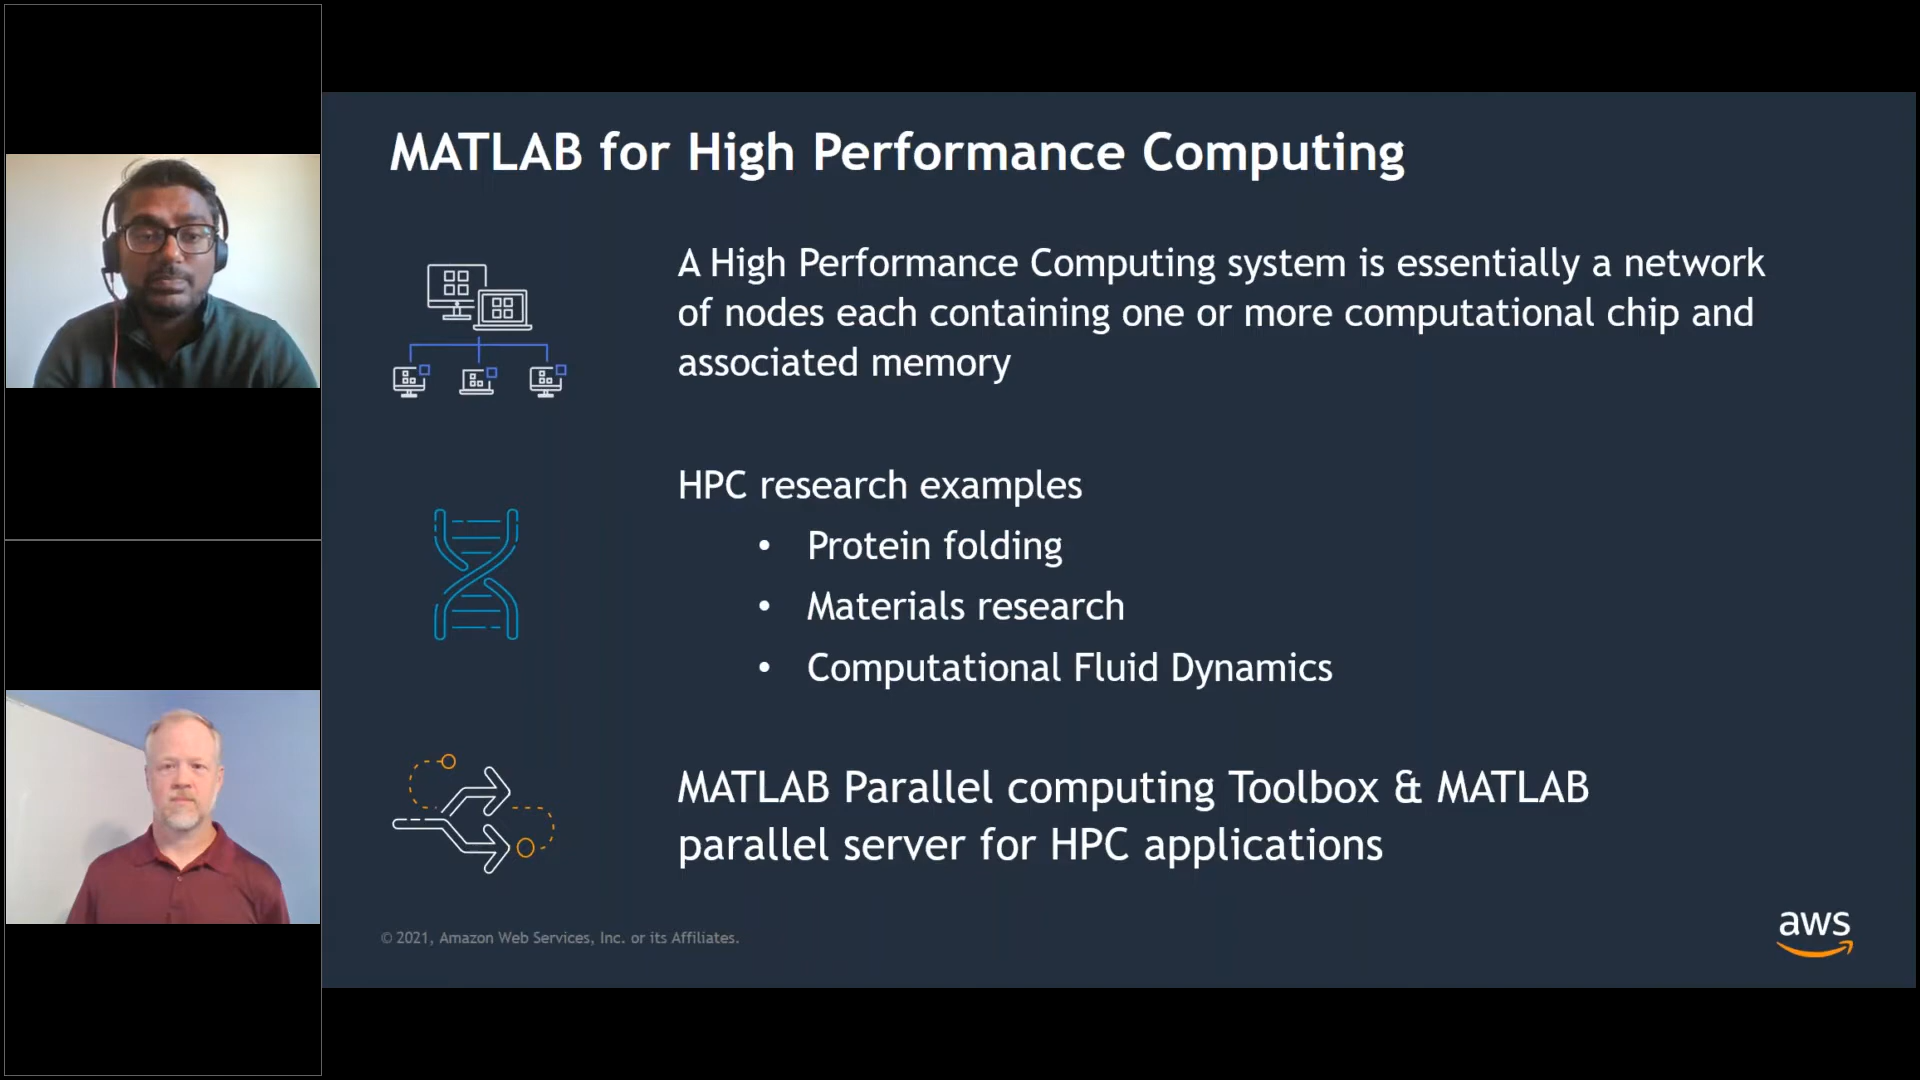 MATLAB for High Performance Computing
A High Performance Computing system is essentially a network
of nodes each containing one or more computational chip and
associated memory
HPC research examples
• Protein folding
• Materials research
• Computational Fluid Dynamics
MATLAB Parallel computing Toolbox & MATLAB
parallel server for HPC applications
© 2021, Amazon Web Services, Inc. or its Affiliates.
aws